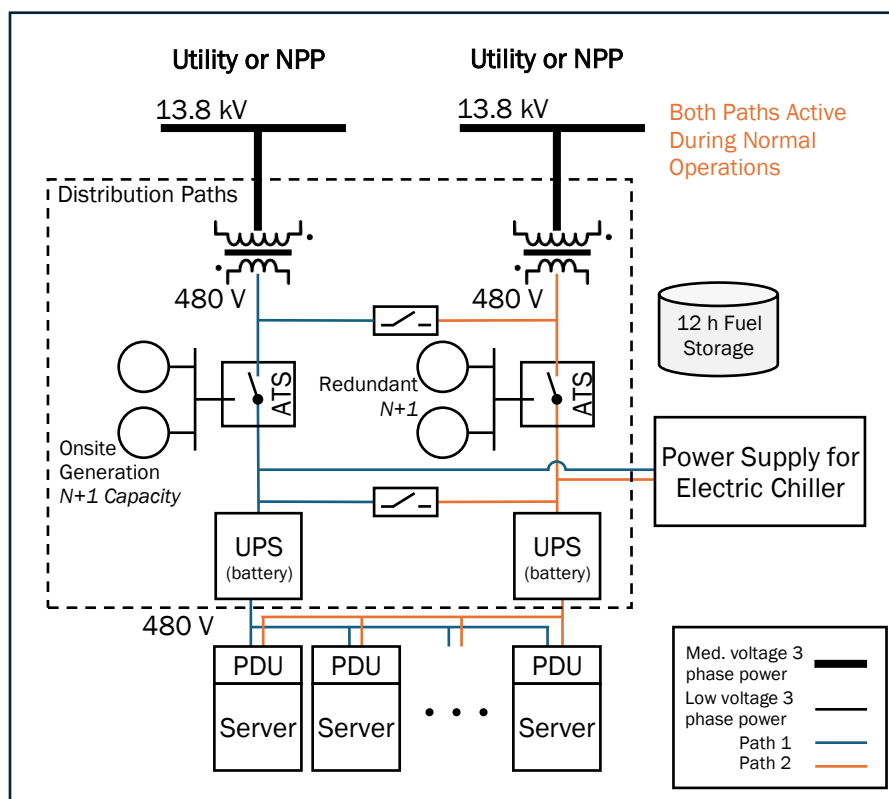 Utility or NPP
Utility or NPP
13.8 kV
13.8 kV
Both Paths Active
During Normal
Operations
Distribution Paths
480 V
480 V
12 h Fuel
Storage
ATS
Redundant
N+1
ATS
Onsite
Generation
N+1 Capacity
Power Supply for
Electric Chiller
UPS
(battery)
UPS
(battery)
480 V
PDU
PDU
PDU
Server
Server
Server
Med. voltage 3
phase power
Low voltage 3
phase power
Path 1
Path 2